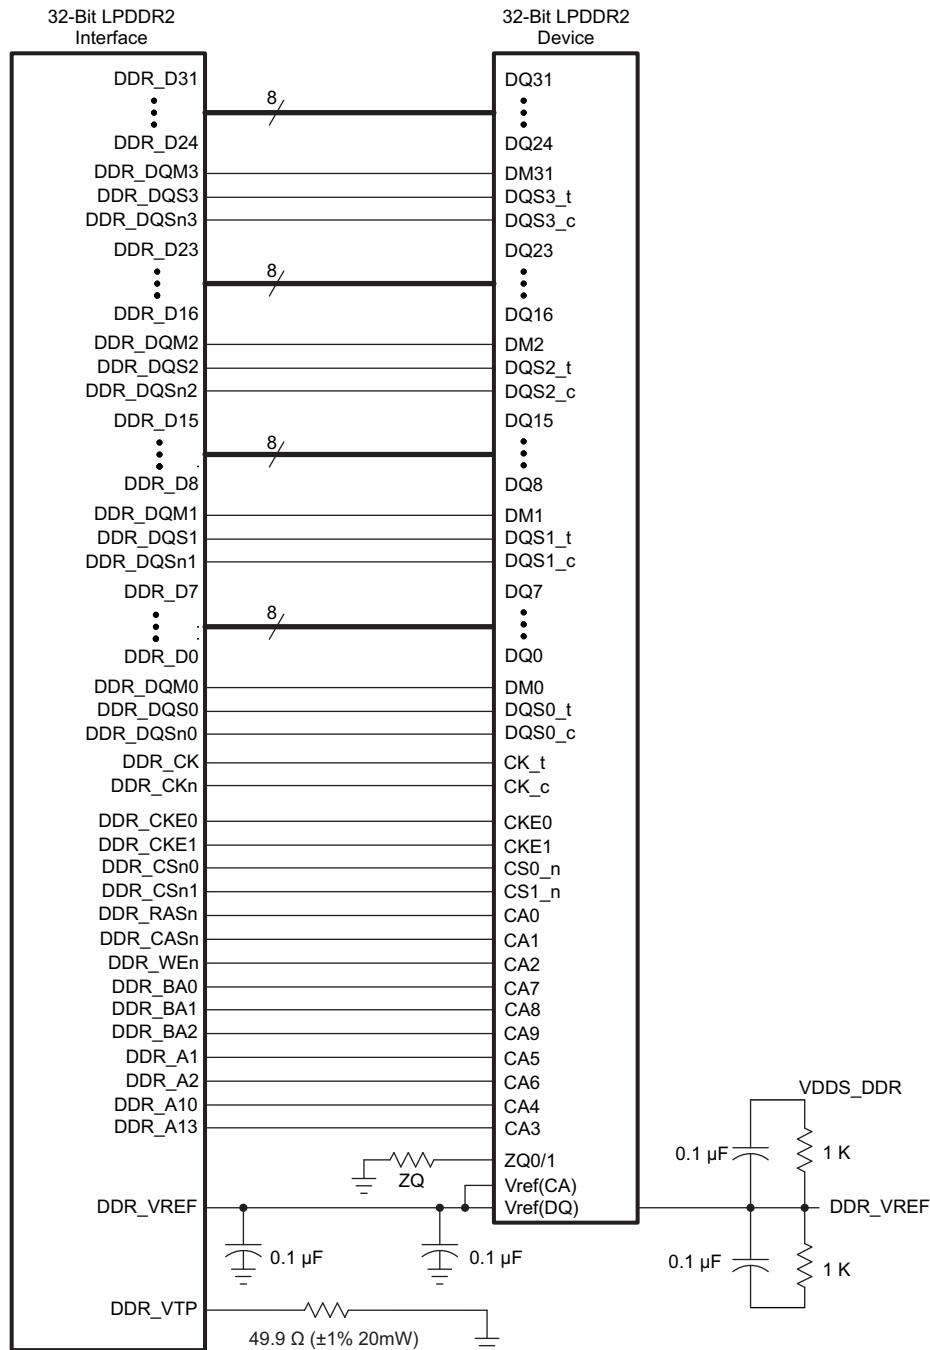 32-Bit LPDDR2
Interface
32-Bit LPDDR2
Device
DDR_D31
8
DQ31
DDR_D24
DQ24
DDR_DQM3
DM31
DDR_DQS3
DQS3_t
DDR_DQSn3
DQS3_c
DDR_D23
8
DQ23
DDR_D16
DQ16
DDR_DQM2
DM2
DDR_DQS2
DQS2_t
DDR_DQSn2
DQS2_c
DDR_D15
8
DQ15
DDR_D8
DQ8
DDR_DQM1
DM1
DDR_DQS1
DQS1_t
DDR_DQSn1
DQS1_c
DDR_D7
8
DQ7
DDR_D0
DQ0
DDR_DQM0
DM0
DDR_DQS0
DQS0_t
DDR_DQSn0
DQS0_c
DDR_CK
CK_t
DDR_CKn
CK_c
DDR_CKE0
CKE0
DDR_CKE1
CKE1
DDR_CSn0
CS0_n
DDR_CSn1
CS1_n
DDR_RASn
CA0
DDR_CASn
CA1
DDR_WEn
CA2
DDR_BA0
CA7
DDR_BA1
CA8
DDR_BA2
CA9
DDR_A1
CA5
DDR_A2
CA6
DDR_A10
CA4
DDR_A13
CA3
VDDS_DDR
0.1 µF
1 K
ZQ
ZQ0/1
Vref(CA)
DDR_VREF
Vref(DQ)
DDR_VREF
0.1 µF
0.1 µF
0.1 µF
1 K
DDR_VTP
49.9 Ω (±1% 20mW)